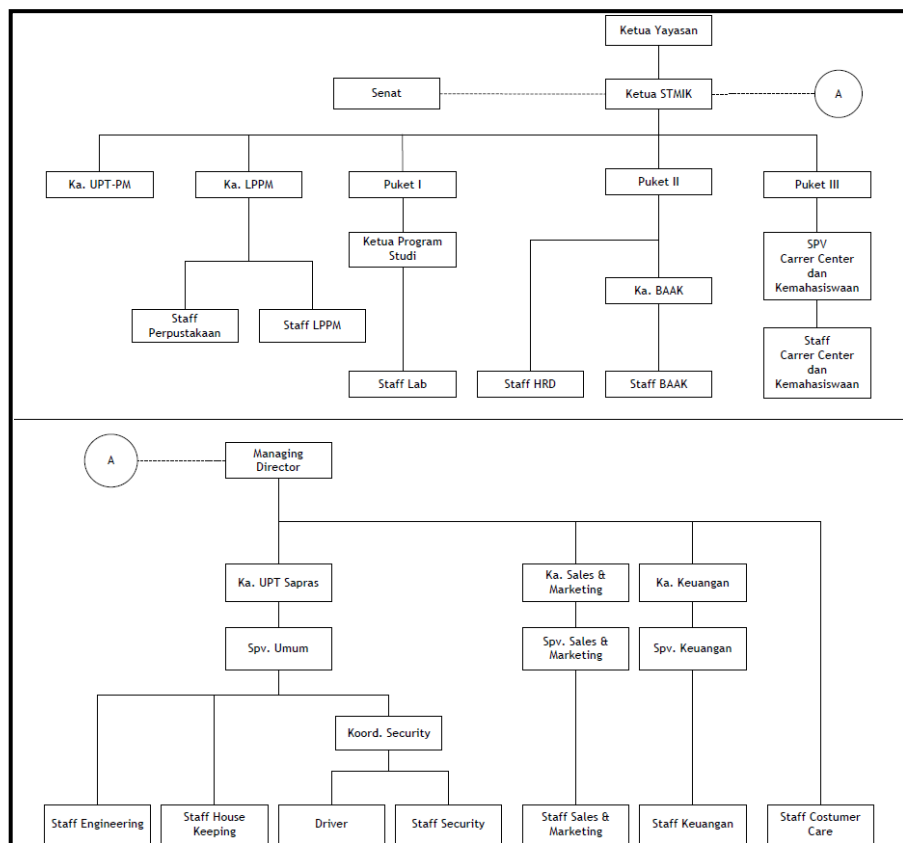 Ketua Yayasan
Senat
Ketua STMIK
A
Ka. UPT-PM
Ka. LPPM
Puket I
Puket II
Puket III
Ketua Program
Studi
SPV
Carrer Center
dan
Kemahasiswaan
Ka. BAAK
Staff
Perpustakaan
Staff LPPM
Staff Lab
Staff HRD
Staff BAAK
Staff
Carrer Center
dan
Kemahasiswaan
A
Managing
Director
Ka. UPT Sapras
Ka. Sales &
Marketing
Ka. Keuangan
Spv. Umum
Spv. Sales &
Marketing
Spv. Keuangan
Koord. Security
Staff Engineering
Staff House
Keeping
Driver
Staff Security
Staff Sales &
Marketing
Staff Keuangan
Staff Costumer
Care